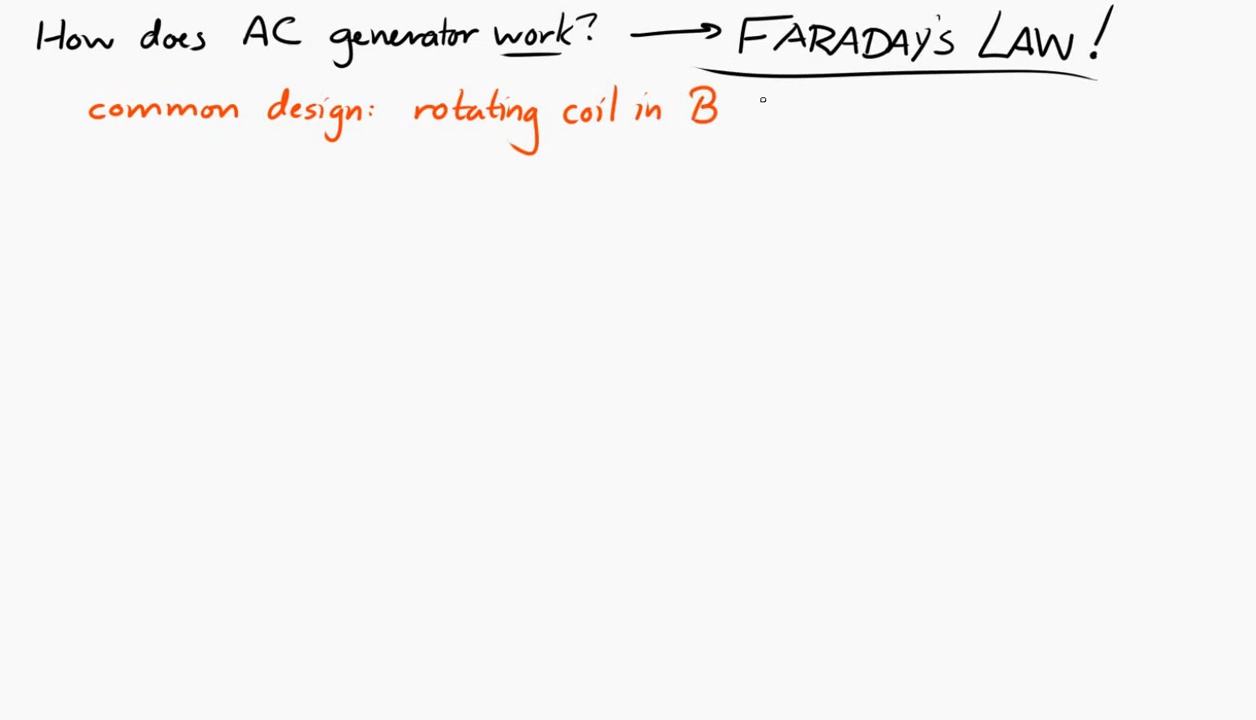 How does AC generator work? → FARADAY'S LAW!
common design: rotating coil in B